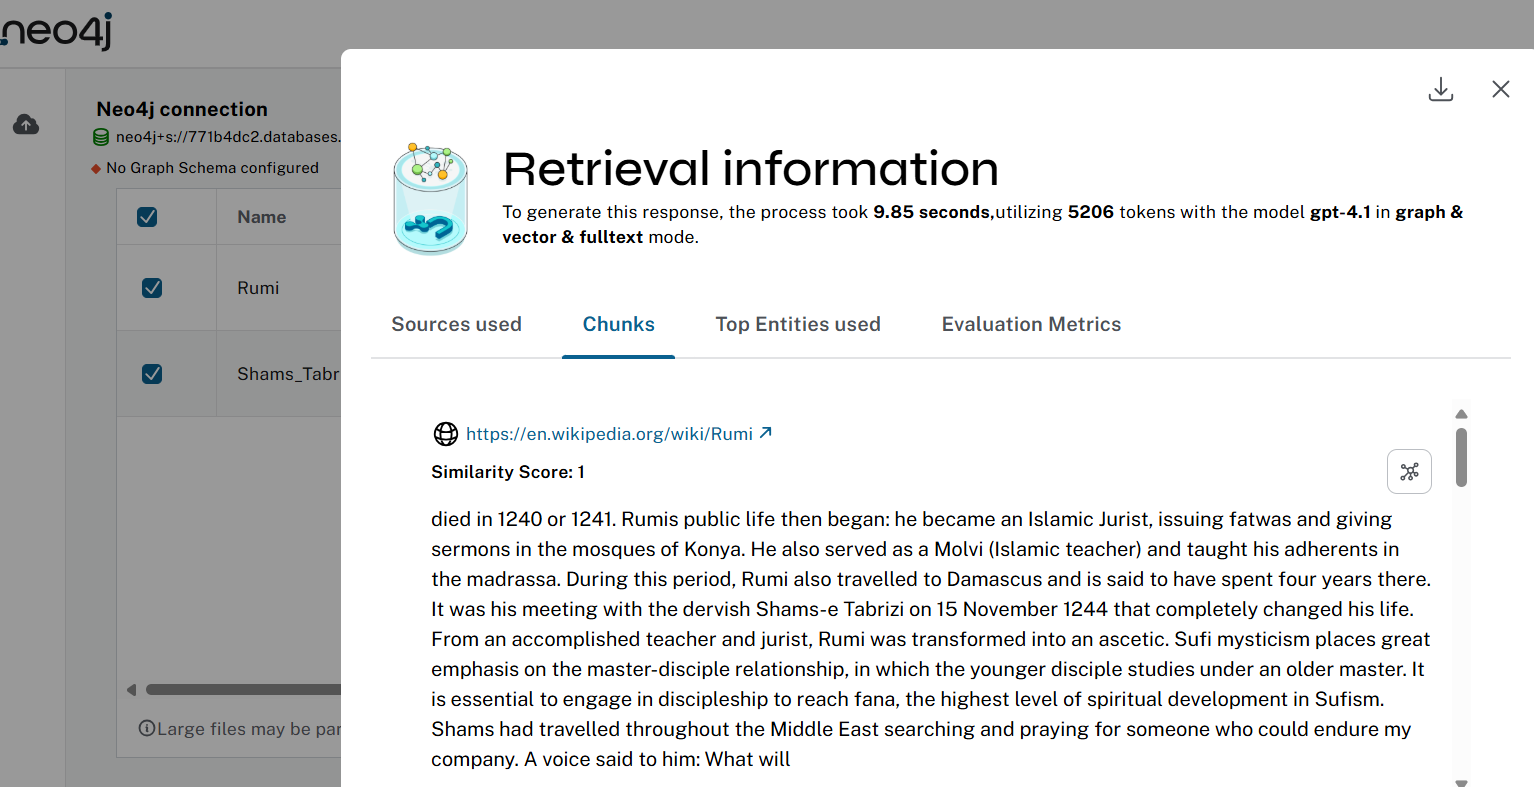 neo4j
Neo4j connection
neo4j+s://771b4dc2.databases.
No Graph Schema configured
Name
Rumi
Shams_Tabr
Large files may be par
Retrieval information
To generate this response, the process took 9.85 seconds,utilizing 5206 tokens with the model gpt-4.1 in graph &
vector & fulltext mode.
Sources used
Chunks
Top Entities used
Evaluation Metrics
https://en.wikipedia.org/wiki/Rumi
Similarity Score: 1
died in 1240 or 1241. Rumis public life then began: he became an Islamic Jurist, issuing fatwas and giving
sermons in the mosques of Konya. He also served as a Molvi (Islamic teacher) and taught his adherents in
the madrassa. During this period, Rumi also travelled to Damascus and is said to have spent four years there.
It was his meeting with the dervish Shams-e Tabrizi on 15 November 1244 that completely changed his life.
From an accomplished teacher and jurist, Rumi was transformed into an ascetic. Sufi mysticism places great
emphasis on the master-disciple relationship, in which the younger disciple studies under an older master. It
is essential to engage in discipleship to reach fana, the highest level of spiritual development in Sufism.
Shams had travelled throughout the Middle East searching and praying for someone who could endure my
company. A voice said to him: What will